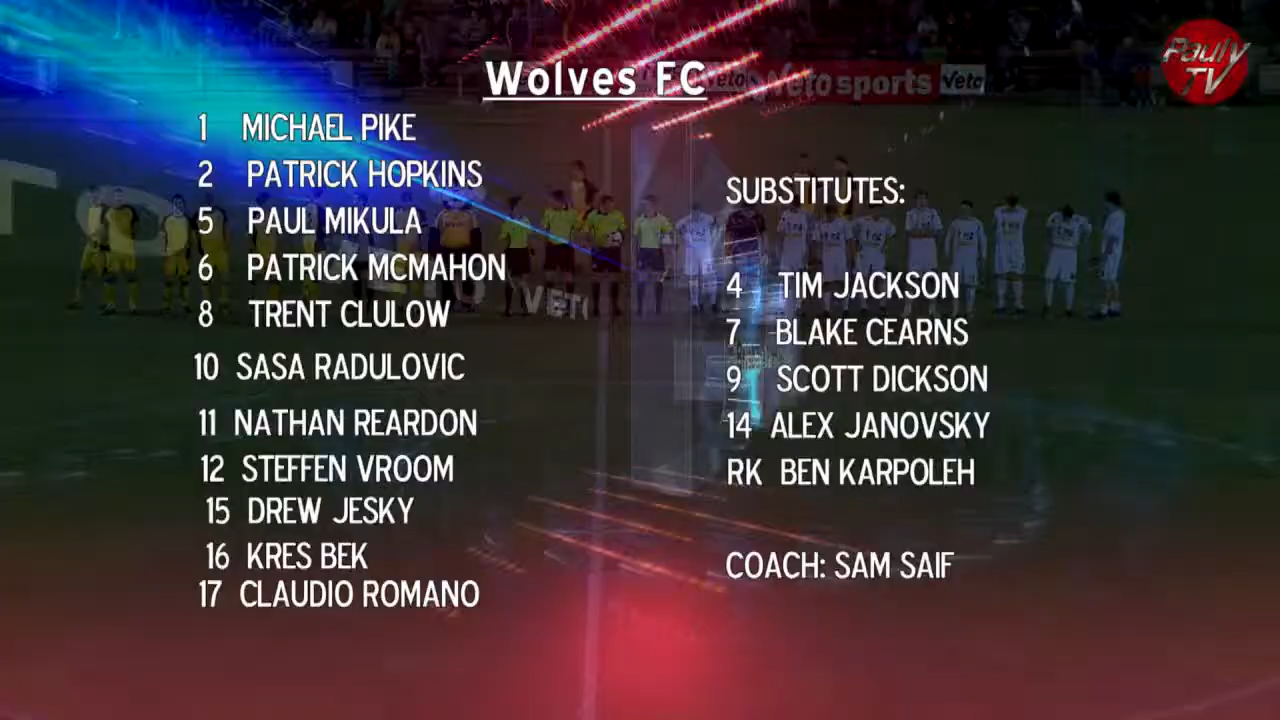 Pauly
TV
Wolves FC
Veto
Veto sports
Veto
1 MICHAEL PIKE
2 PATRICK HOPKINS
5 PAUL MIKULA
6 PATRICK MCMAHON
8 TRENT CLULOW
10 SASA RADULOVIC
11 NATHAN REARDON
12 STEFFEN VROOM
15 DREW JESKY
16 KRES BEK
17 CLAUDIO ROMANO
SUBSTITUTES:
4 TIM JACKSON
7 BLAKE CEARNS
9 SCOTT DICKSON
14 ALEX JANOVSKY
RK BEN KARPOLEH
COACH: SAM SAIF